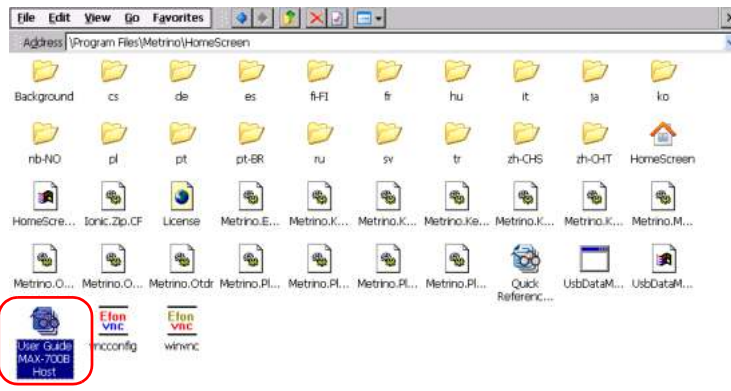 File Edit View Go Favorites
Address \Program Files\Metrino\HomeScreen
Background cs de es fi-FI fr hu it ja ko
nb-NO pl pt pt-BR ru sv tr zh-CHS zh-CHT HomeScreen
HomeScre... Ionic.Zip.CF License Metrino.E... Metrino.K... Metrino.K... Metrino.Ke... Metrino.K... Metrino.K... Metrino.M...
Metrino.O... Metrino.O... Metrino.Otdr Metrino.Pl... Metrino.Pl... Metrino.Pl... Metrino.Pl... Quick UsbDataM... UsbDataM...
Referenc...
Efon
vnc
Efon
vnc
User Guide vncconfig winvnc
MAX-700B
Host